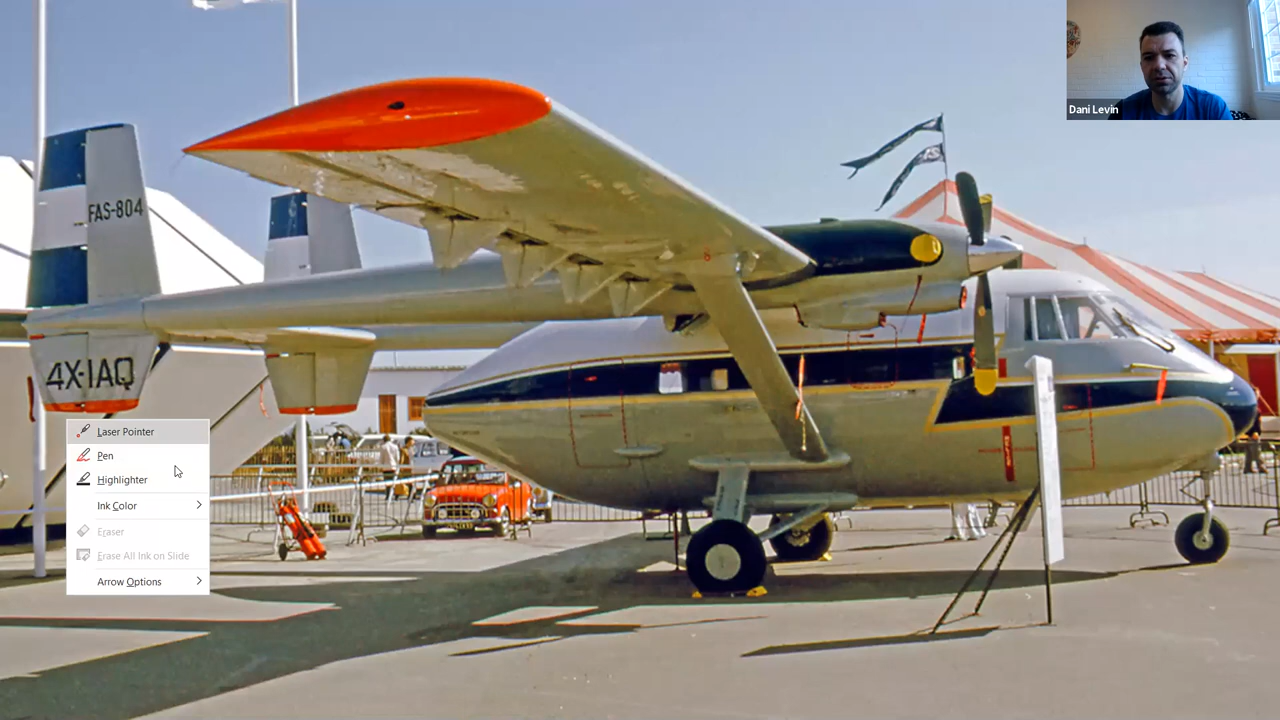 Dani Levin
FAS-804
4X-IAQ
Laser Pointer
Pen
Highlighter
Ink Color
Eraser
Erase All Ink on Slide
Arrow Options